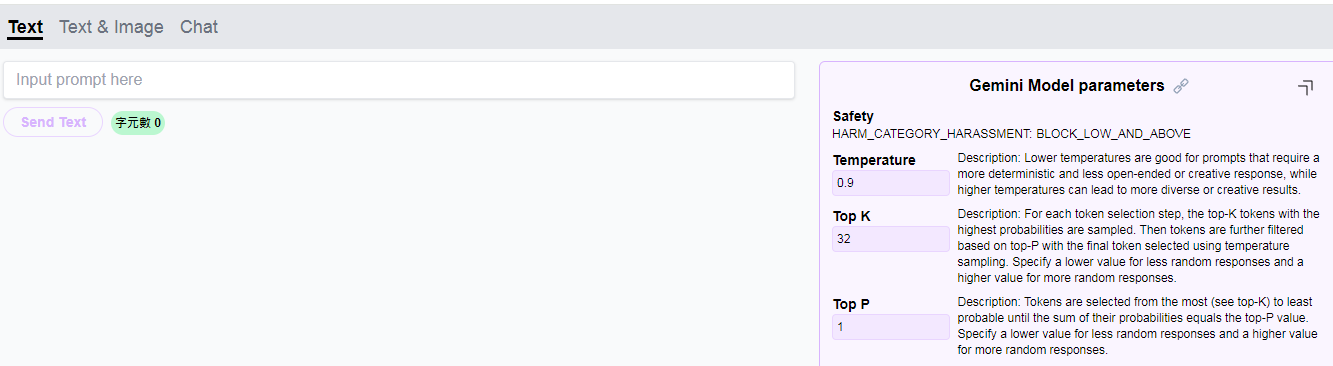 Text Text & Image Chat
Input prompt here
Send Text 字元數 0
Gemini Model parameters
Safety
HARM_CATEGORY_HARASSMENT: BLOCK_LOW_AND_ABOVE
Temperature
0.9
Description: Lower temperatures are good for prompts that require a
more deterministic and less open-ended or creative response, while
higher temperatures can lead to more diverse or creative results.
Top K
32
Description: For each token selection step, the top-K tokens with the
highest probabilities are sampled. Then tokens are further filtered
based on top-P with the final token selected using temperature
sampling. Specify a lower value for less random responses and a
higher value for more random responses.
Top P
1
Description: Tokens are selected from the most (see top-K) to least
probable until the sum of their probabilities equals the top-P value.
Specify a lower value for less random responses and a higher value
for more random responses.